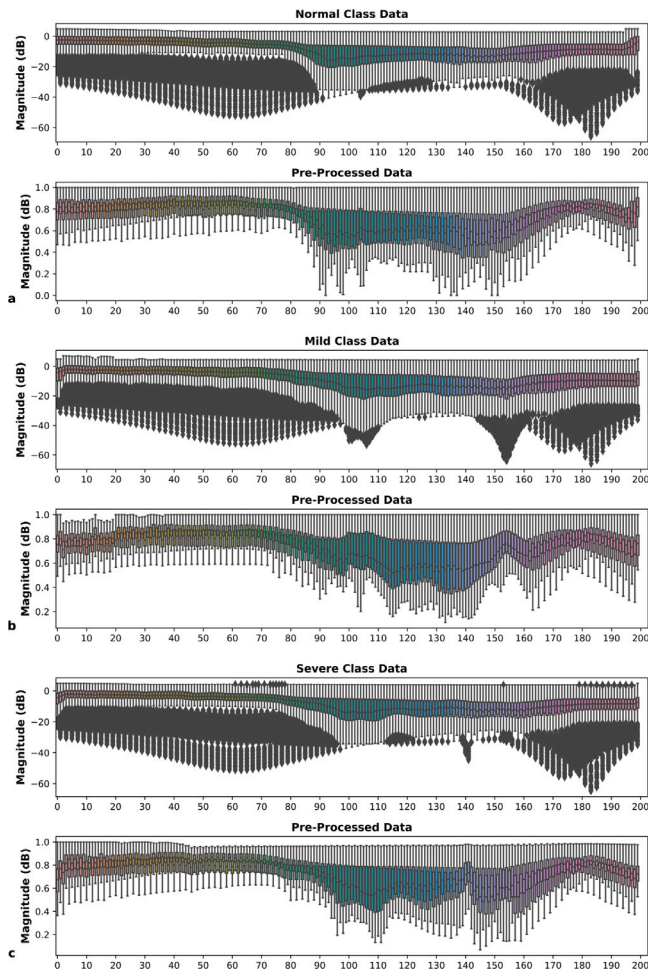 Normal Class Data
Magnitude (dB)
0
−20
−40
−60
0 10 20 30 40 50 60 70 80 90 100 110 120 130 140 150 160 170 180 190 200
Pre-Processed Data
Magnitude (dB)
1.0
0.8
0.6
0.4
0.2
0.0
0 10 20 30 40 50 60 70 80 90 100 110 120 130 140 150 160 170 180 190 200
a
Mild Class Data
Magnitude (dB)
0
−20
−40
−60
0 10 20 30 40 50 60 70 80 90 100 110 120 130 140 150 160 170 180 190 200
Pre-Processed Data
Magnitude (dB)
1.0
0.8
0.6
0.4
0.2
0 10 20 30 40 50 60 70 80 90 100 110 120 130 140 150 160 170 180 190 200
b
Severe Class Data
Magnitude (dB)
0
−20
−40
−60
0 10 20 30 40 50 60 70 80 90 100 110 120 130 140 150 160 170 180 190 200
Pre-Processed Data
Magnitude (dB)
1.0
0.8
0.6
0.4
0.2
0 10 20 30 40 50 60 70 80 90 100 110 120 130 140 150 160 170 180 190 200
c